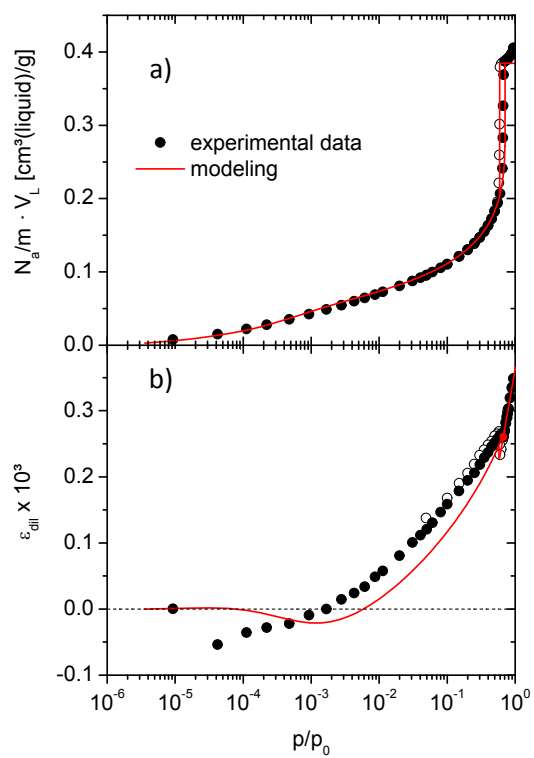 0.4
a)
experimental data
modeling
0.3
0.2
0.1
0.0
Nₐ/m · V_L [cm³(liquid)/g]
b)
0.3
0.2
0.1
0.0
-0.1
ε_dil x 10³
10⁻⁶ 10⁻⁵ 10⁻⁴ 10⁻³ 10⁻² 10⁻¹ 10⁰
p/p₀